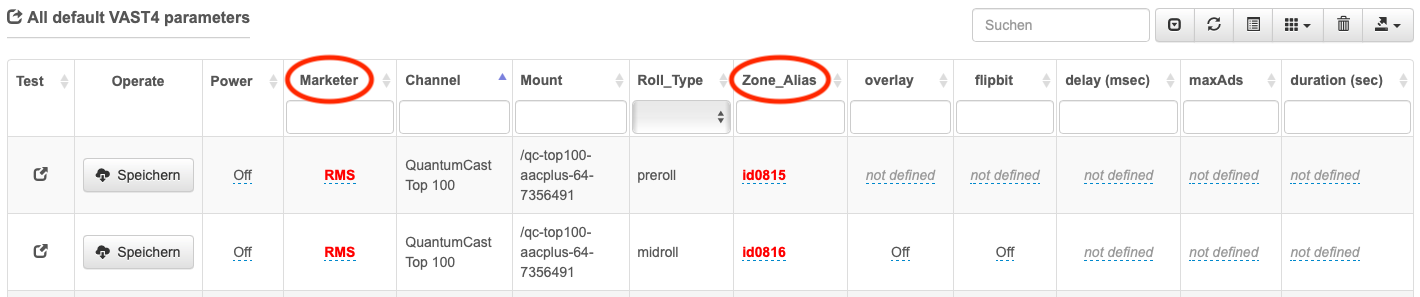 All default VAST4 parameters
Suchen
Test Operate Power Marketer Channel Mount Roll_Type Zone_Alias overlay flipbit delay (msec) maxAds duration (sec)
Speichern Off RMS QuantumCast Top 100 /qc-top100-aacplus-64-7356491 preroll id0815 not defined not defined not defined not defined not defined
Speichern Off RMS QuantumCast Top 100 /qc-top100-aacplus-64-7356491 midroll id0816 Off Off not defined not defined not defined